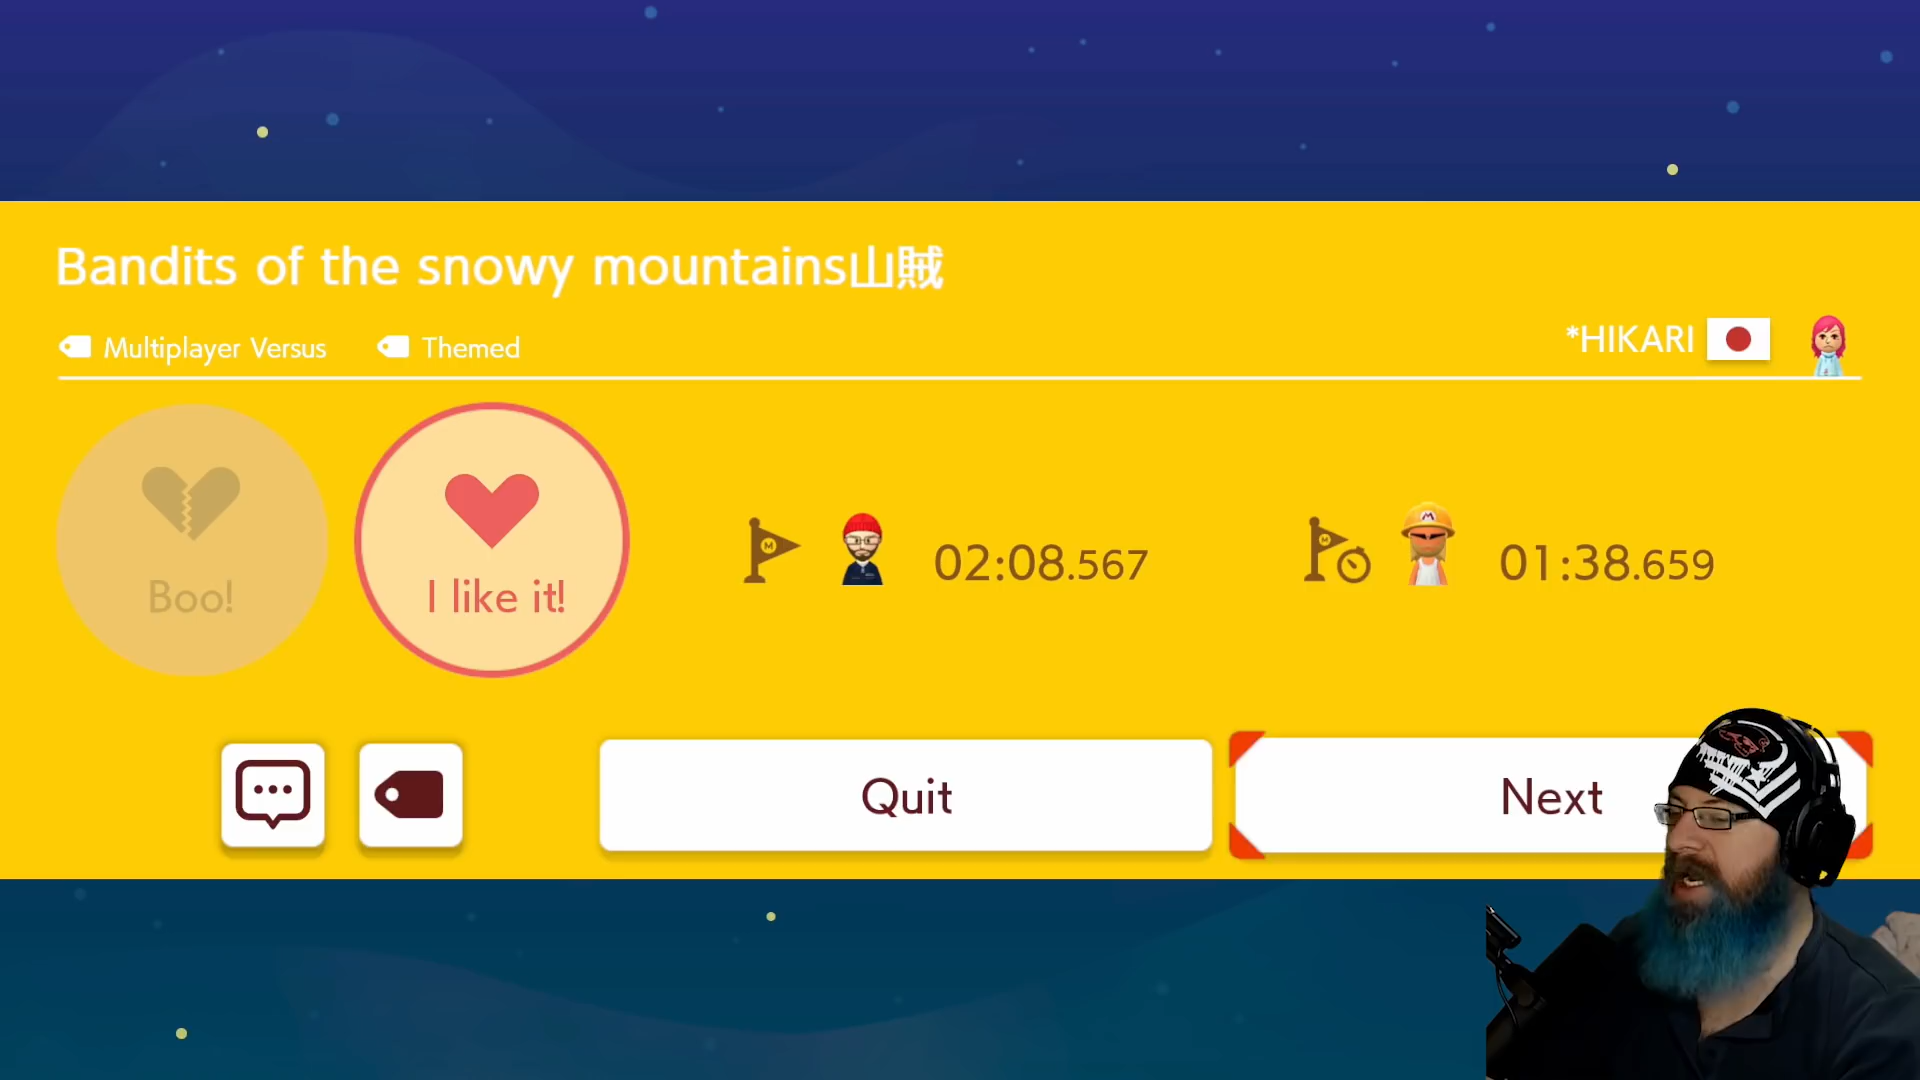 Bandits of the snowy mountains山賊
Multiplayer Versus Themed
*HIKARI
Boo!
I like it!
M
02:08.567
M
M
01:38.659
Quit
Next